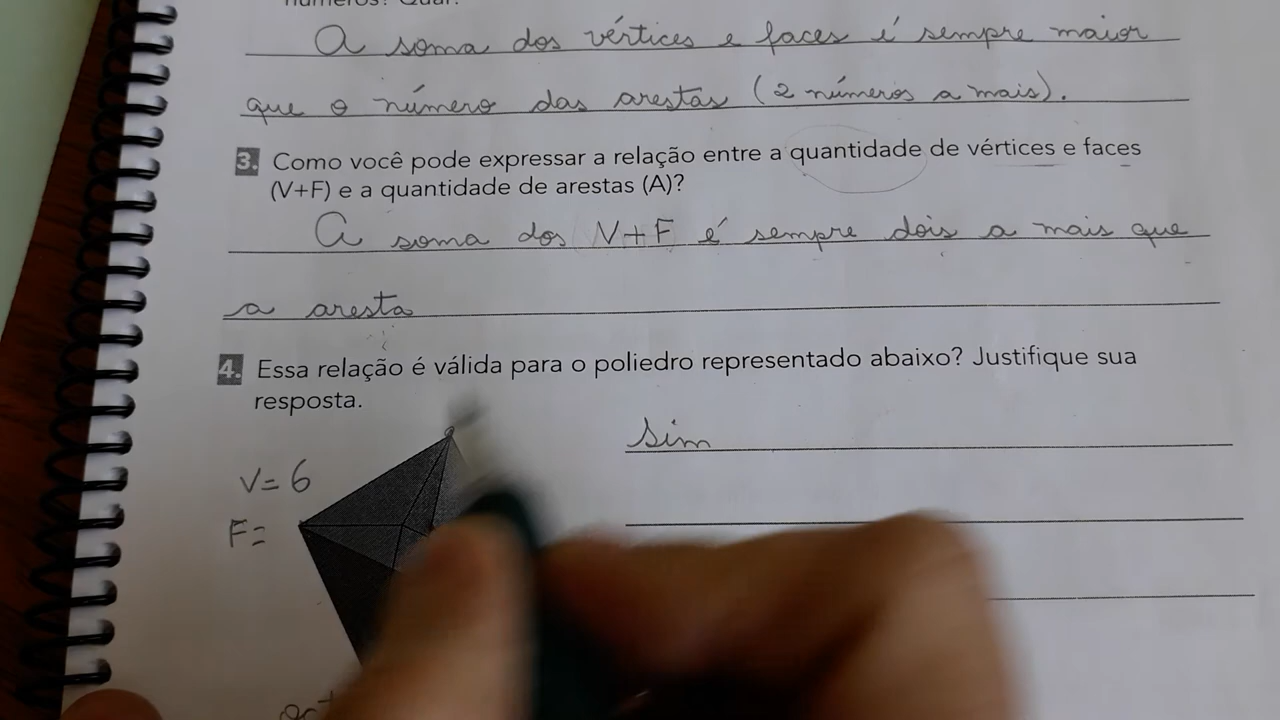 números? Qual?
A soma dos vértices e faces é sempre maior
que o número das arestas (2 números a mais).
3. Como você pode expressar a relação entre a quantidade de vértices e faces
(V+F) e a quantidade de arestas (A)?
A soma dos V+F é sempre dois a mais que
a aresta
4. Essa relação é válida para o poliedro representado abaixo? Justifique sua
resposta.
Sim
V= 6
F=